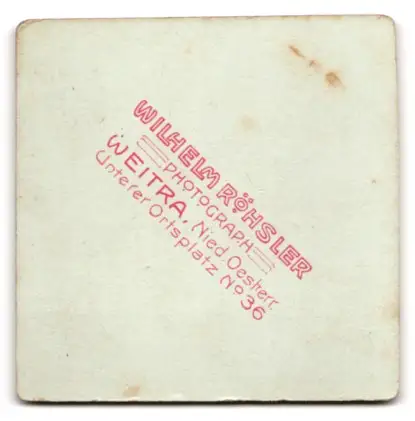 WILHELM RÖHSLER
PHOTOGRAPH
WEITRA, Nied. Oesterr.
Unterer Ortsplatz No 36